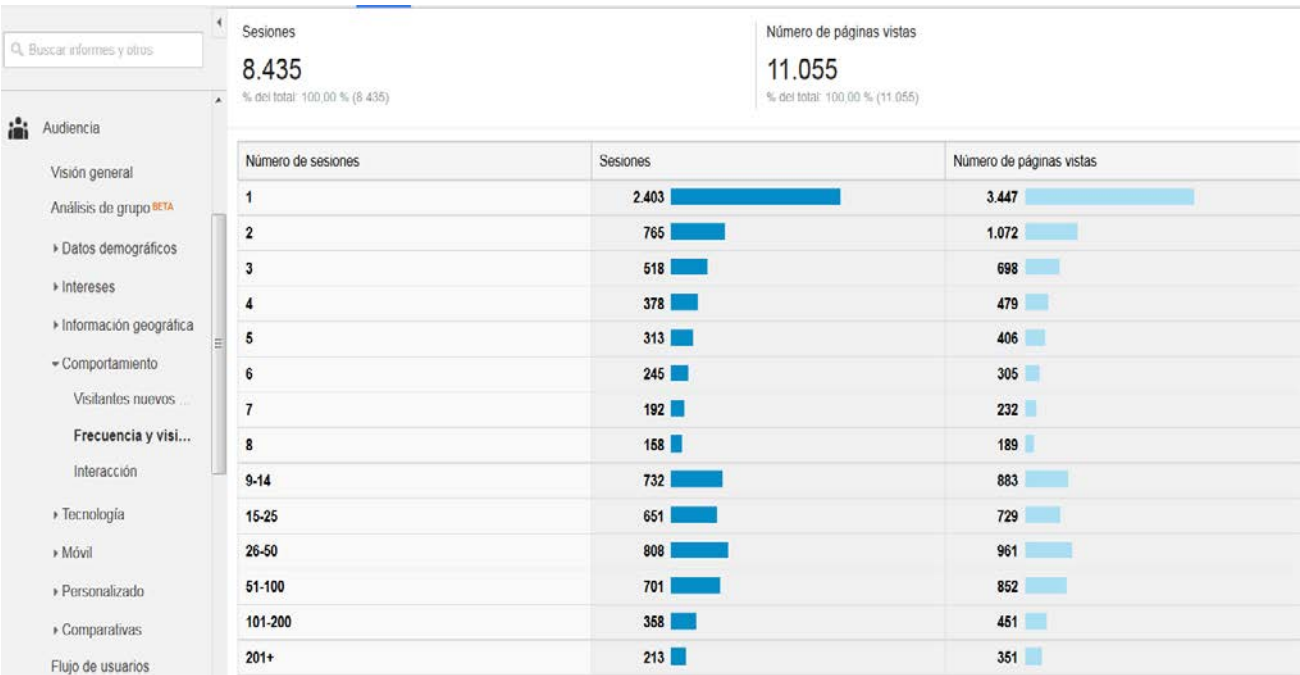 Buscar informes y otros
Audiencia
Visión general
Análisis de grupo BETA
Datos demográficos
Intereses
Información geográfica
Comportamiento
Visitantes nuevos ...
Frecuencia y visi...
Interacción
Tecnología
Móvil
Personalizado
Comparativas
Flujo de usuarios
Sesiones
8.435
% del total: 100,00 % (8.435)
Número de páginas vistas
11.055
% del total: 100,00 % (11.055)
Número de sesiones Sesiones Número de páginas vistas
1 2.403 3.447
2 765 1.072
3 518 698
4 378 479
5 313 406
6 245 305
7 192 232
8 158 189
9-14 732 883
15-25 651 729
26-50 808 961
51-100 701 852
101-200 358 451
201+ 213 351